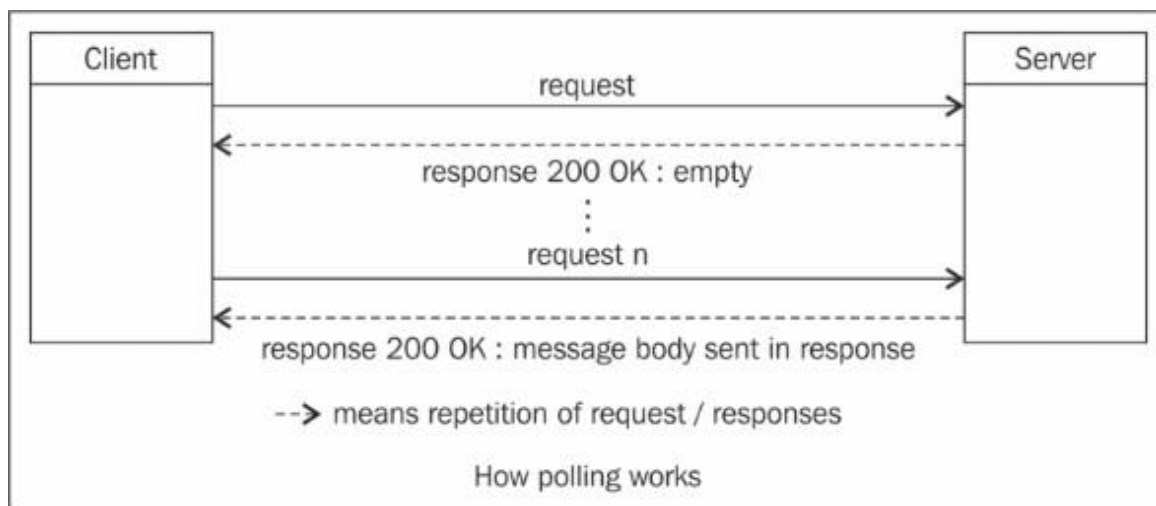 Client
Server
request
response 200 OK : empty
request n
response 200 OK : message body sent in response
means repetition of request / responses
How polling works